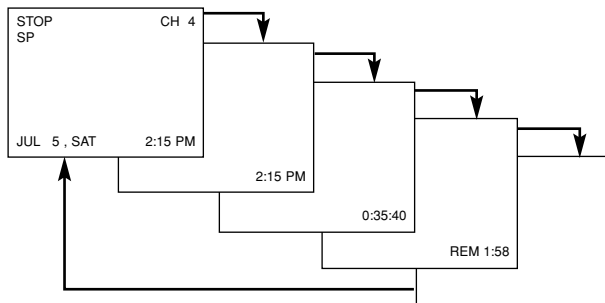 STOP CH 4
SP
JUL 5 , SAT 2:15 PM
2:15 PM
0:35:40
REM 1:58